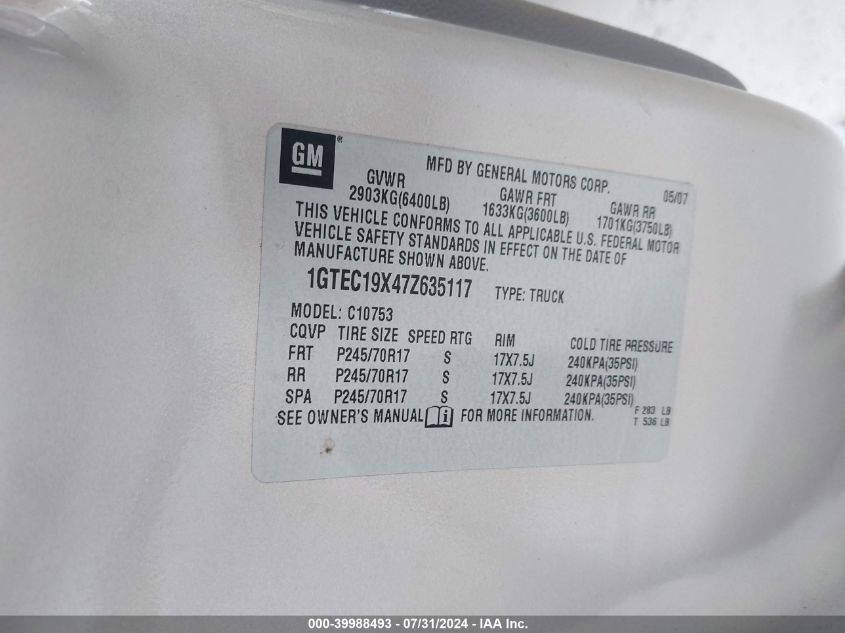 GM®
MFD BY GENERAL MOTORS CORP. 05/07
GVWR GAWR FRT GAWR RR
2903KG(6400LB) 1633KG(3600LB) 1701KG(3750LB)
THIS VEHICLE CONFORMS TO ALL APPLICABLE U.S. FEDERAL MOTOR
VEHICLE SAFETY STANDARDS IN EFFECT ON THE DATE OF
MANUFACTURE SHOWN ABOVE.
1GTEC19X47Z635117 TYPE: TRUCK
MODEL: C10753
CQVP TIRE SIZE SPEED RTG RIM COLD TIRE PRESSURE
FRT P245/70R17 S 17X7.5J 240KPA(35PSI)
RR P245/70R17 S 17X7.5J 240KPA(35PSI)
SPA P245/70R17 S 17X7.5J 240KPA(35PSI)
F 283 LB
SEE OWNER'S MANUAL FOR MORE INFORMATION. T 536 LB
000-39988493 - 07/31/2024 - IAA Inc.